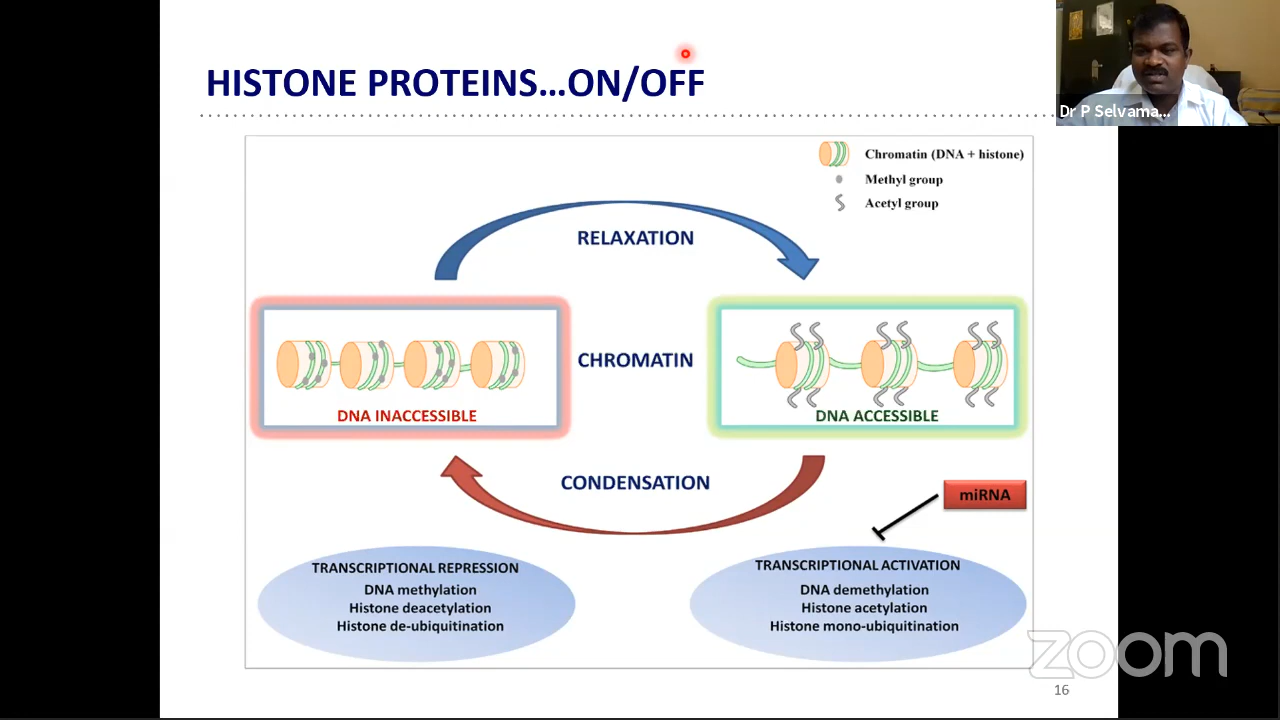 HISTONE PROTEINS...ON/OFF
Dr P Selvama...
Chromatin (DNA + histone)
Methyl group
Acetyl group
RELAXATION
CHROMATIN
DNA INACCESSIBLE
DNA ACCESSIBLE
CONDENSATION
miRNA
TRANSCRIPTIONAL REPRESSION
DNA methylation
Histone deacetylation
Histone de-ubiquitination
TRANSCRIPTIONAL ACTIVATION
DNA demethylation
Histone acetylation
Histone mono-ubiquitination
zoom
16